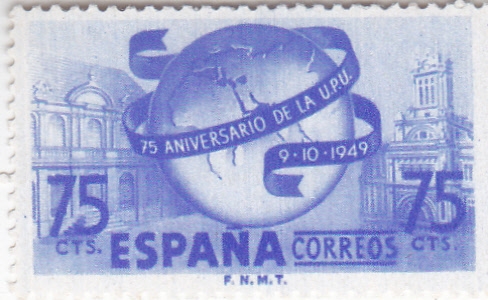 75 ANIVERSARIO DE LA U.P.U.
9·10·1949
75 CTS.
75 CTS.
ESPAÑA CORREOS
F.N.M.T.